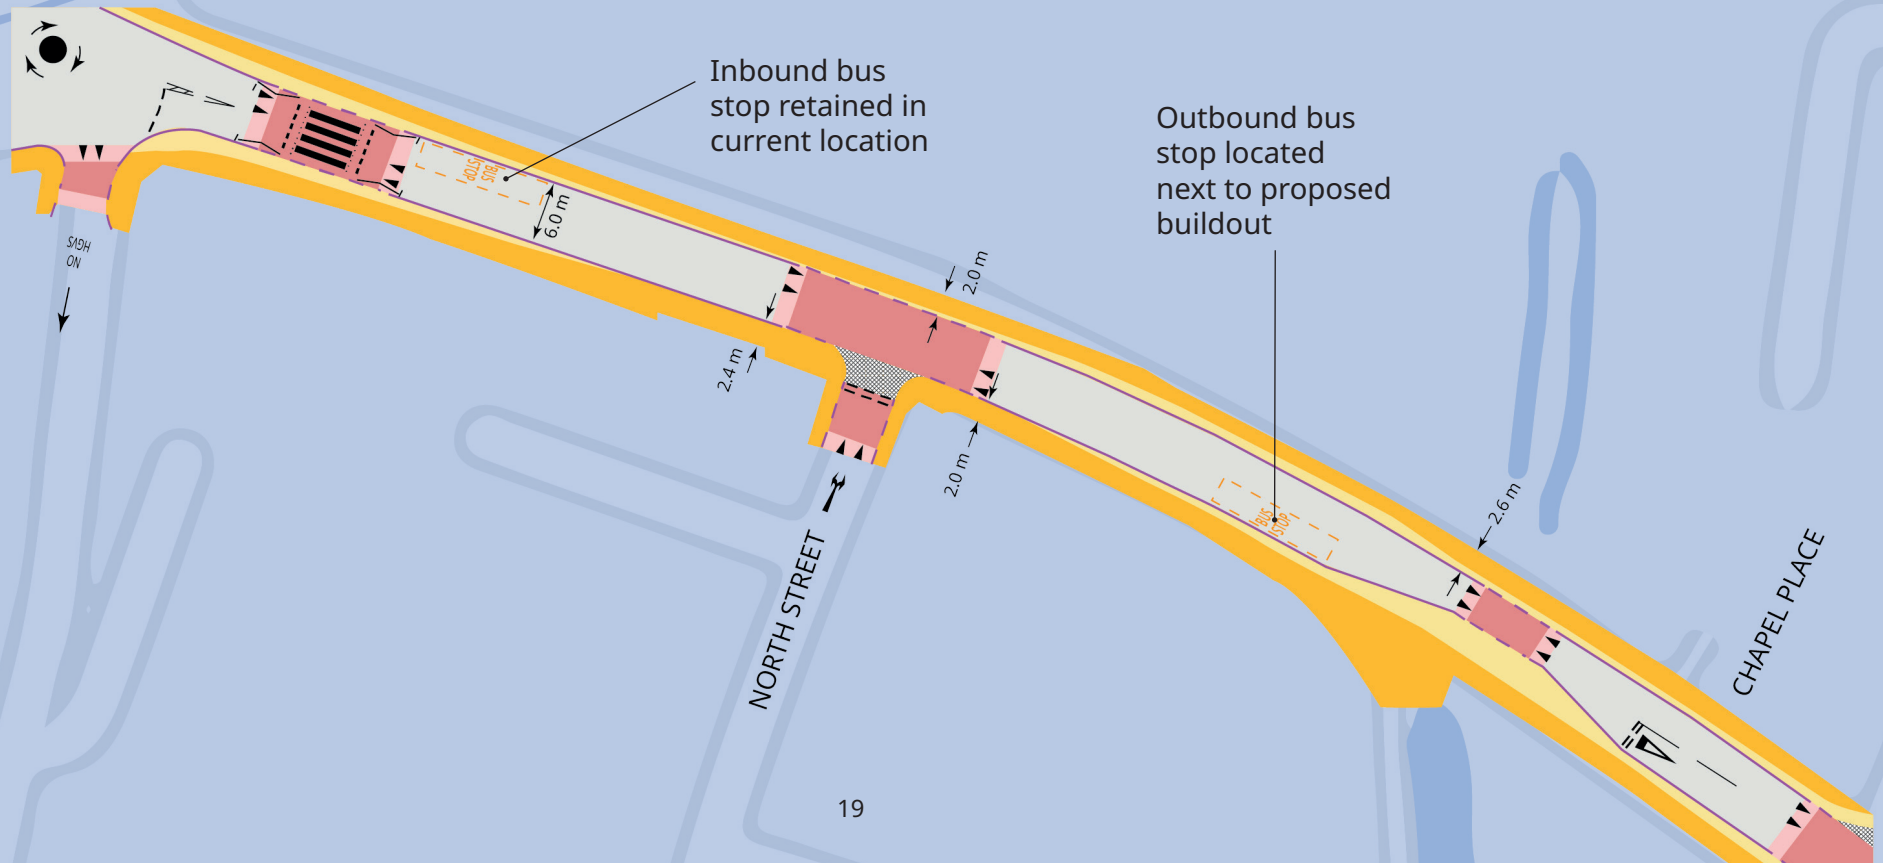 Inbound bus
stop retained in
current location
Outbound bus
stop located
next to proposed
buildout
BUS
STOP
6.0 m
2.0 m
NO
HGVS
2.4 m
2.0 m
BUS
STOP
2.6 m
NORTH STREET
CHAPEL PLACE
19